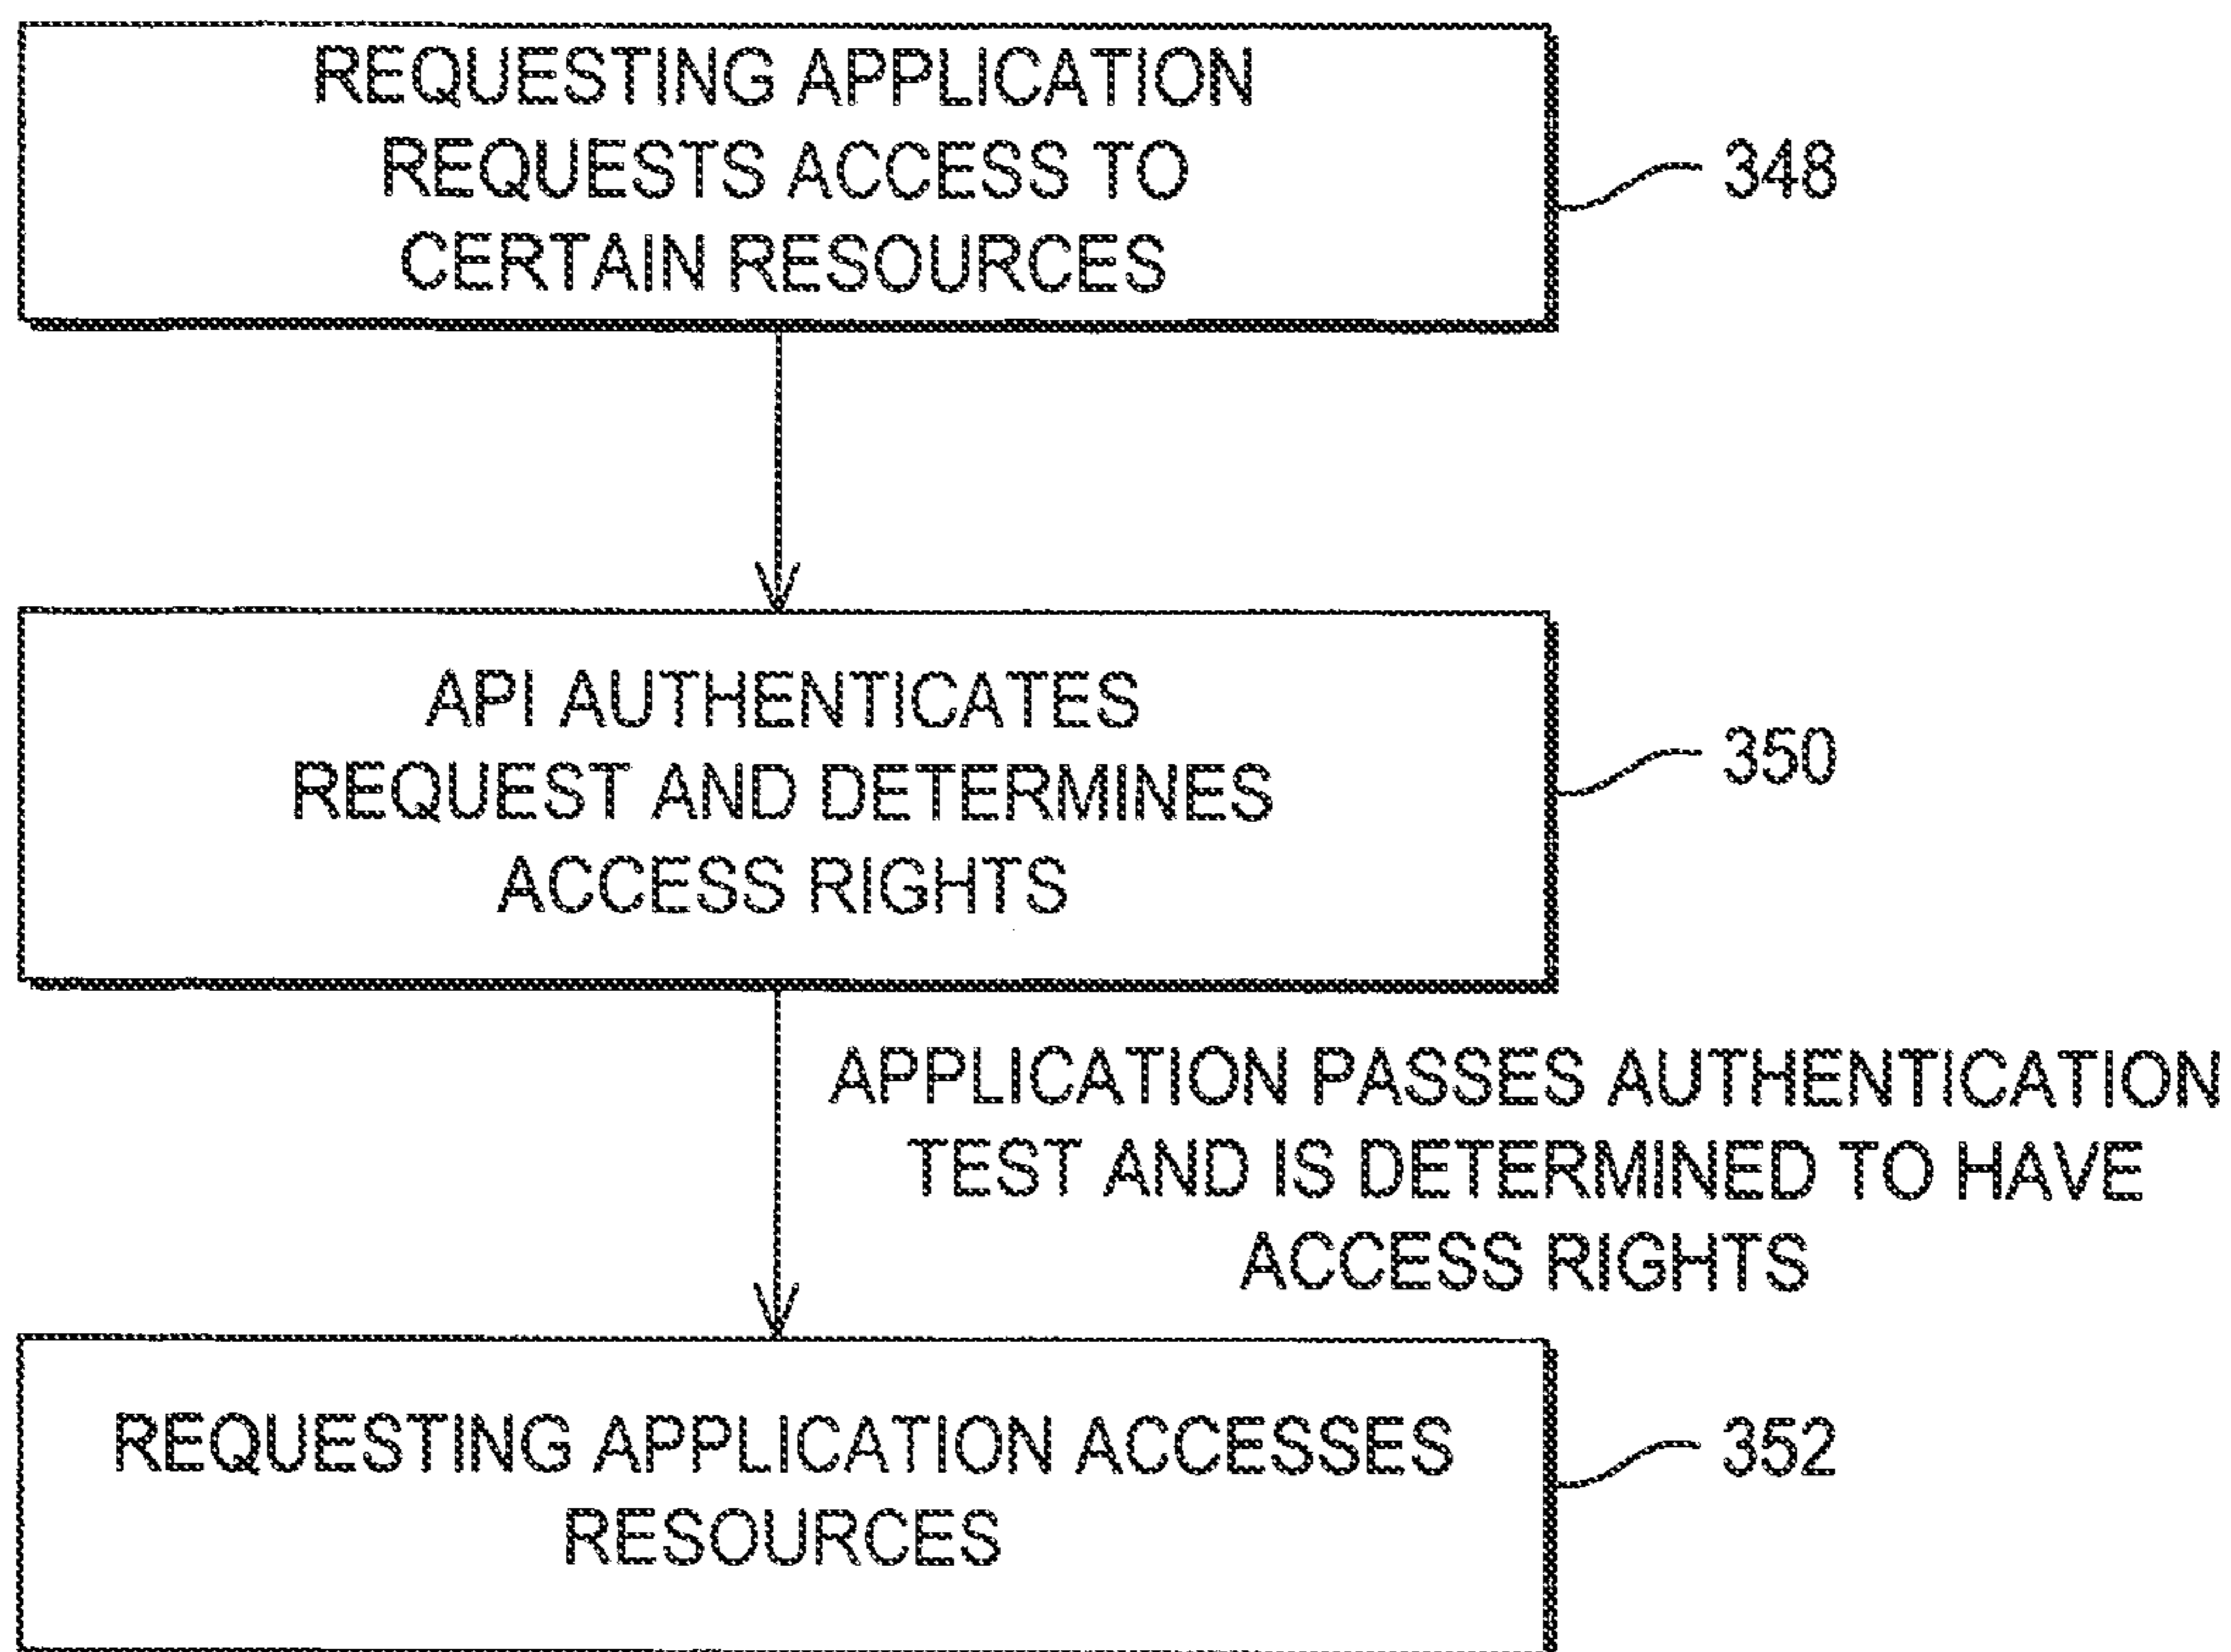 REQUESTING APPLICATION
REQUESTS ACCESS TO
CERTAIN RESOURCES
348
API AUTHENTICATES
REQUEST AND DETERMINES
ACCESS RIGHTS
350
APPLICATION PASSES AUTHENTICATION
TEST AND IS DETERMINED TO HAVE
ACCESS RIGHTS
REQUESTING APPLICATION ACCESSES
RESOURCES
352